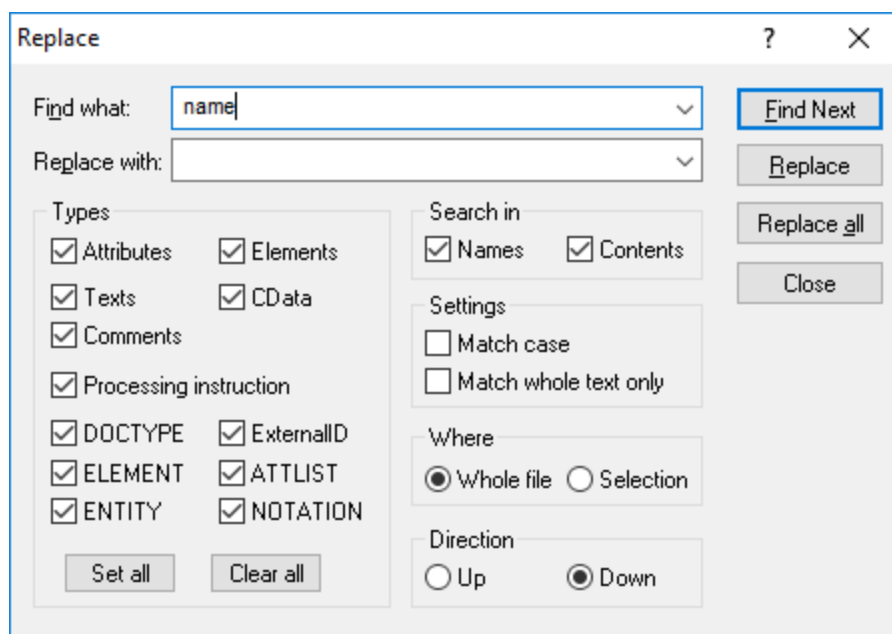 Replace ?
Find what: name Find Next
Replace with: Replace
Types Search in Replace all
Attributes Elements Names Contents
Texts CData Close
Comments Settings
Match case
Processing instruction Match whole text only
DOCTYPE ExternalID Where
ELEMENT ATTLIST Whole file Selection
ENTITY NOTATION
Direction
Set all Clear all Up Down